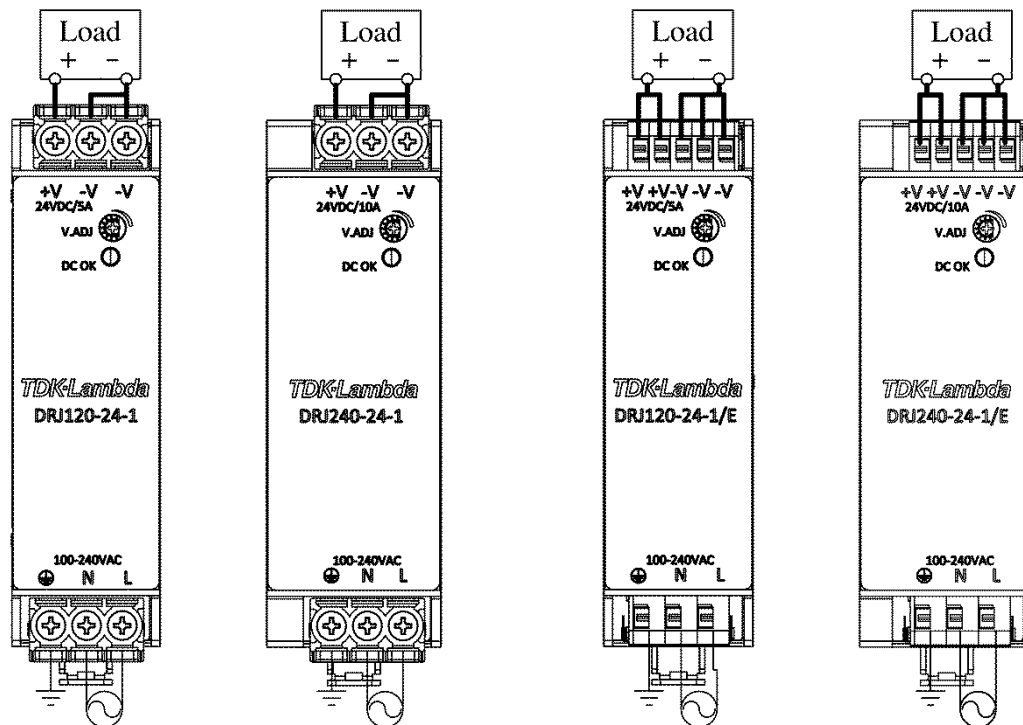 Load
+ −
+V -V -V
24VDC/5A
V.ADJ
DC OK
TDK-Lambda
DRJ120-24-1
100-240VAC
N L
Load
+ −
+V -V -V
24VDC/10A
V.ADJ
DC OK
TDK-Lambda
DRJ240-24-1
100-240VAC
N L
Load
+ −
+V +V -V -V -V
24VDC/5A
V.ADJ
DC OK
TDK-Lambda
DRJ120-24-1/E
100-240VAC
N L
Load
+ −
+V +V -V -V -V
24VDC/10A
V.ADJ
DC OK
TDK-Lambda
DRJ240-24-1/E
100-240VAC
N L